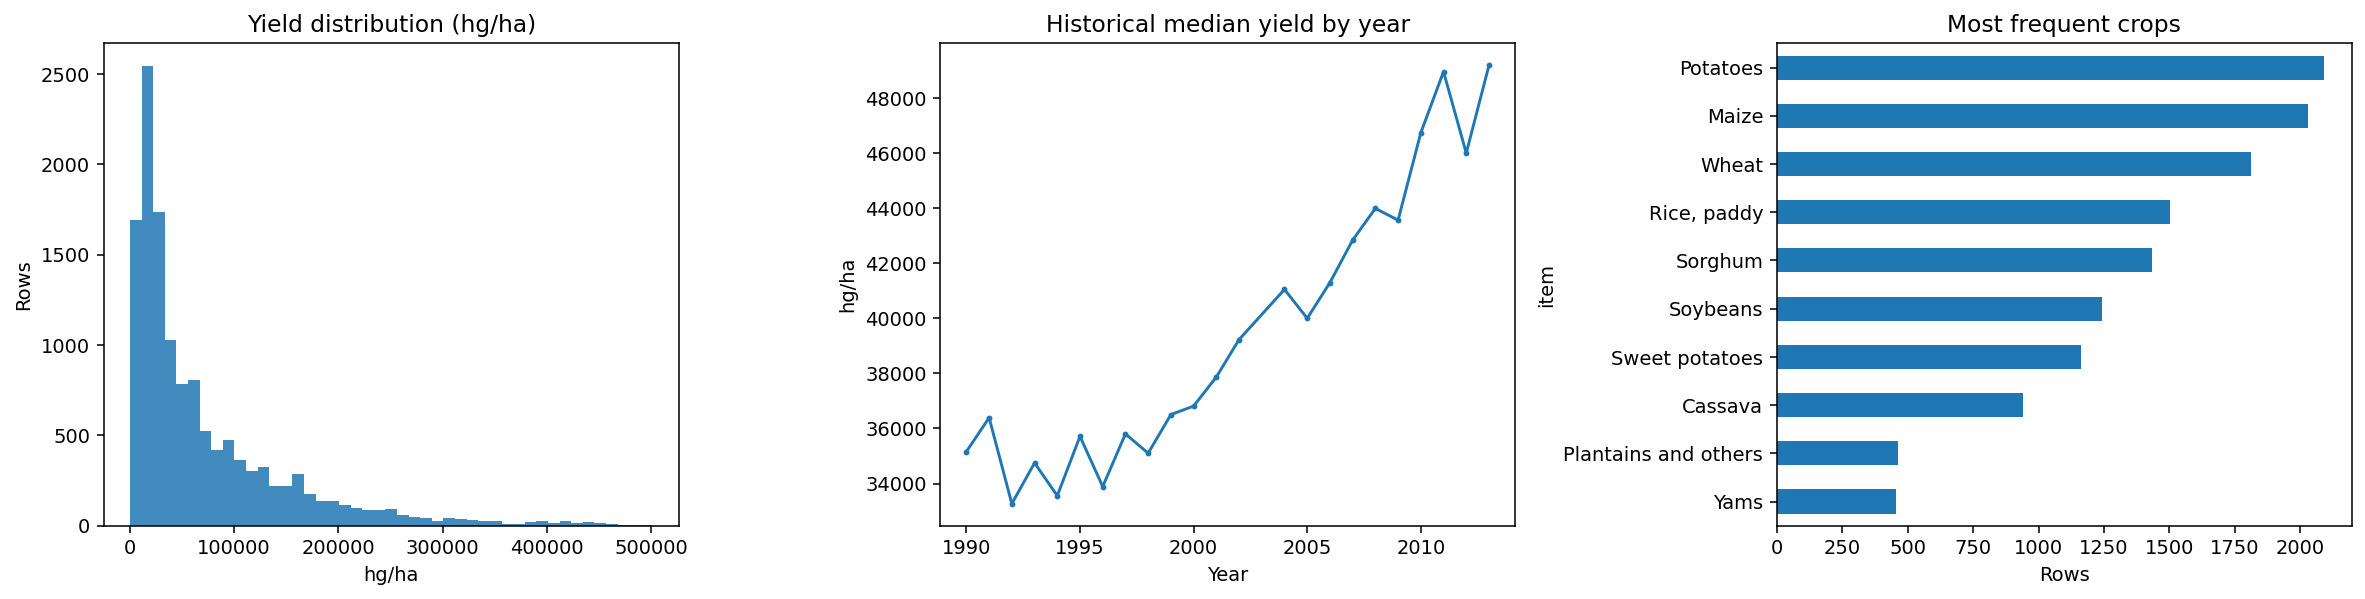 Yield distribution (hg/ha)
Rows
2500
2000
1500
1000
500
0
0 100000 200000 300000 400000 500000
hg/ha
Historical median yield by year
hg/ha
48000
46000
44000
42000
40000
38000
36000
34000
1990 1995 2000 2005 2010
Year
Most frequent crops
item
Potatoes
Maize
Wheat
Rice, paddy
Sorghum
Soybeans
Sweet potatoes
Cassava
Plantains and others
Yams
0 250 500 750 1000 1250 1500 1750 2000
Rows